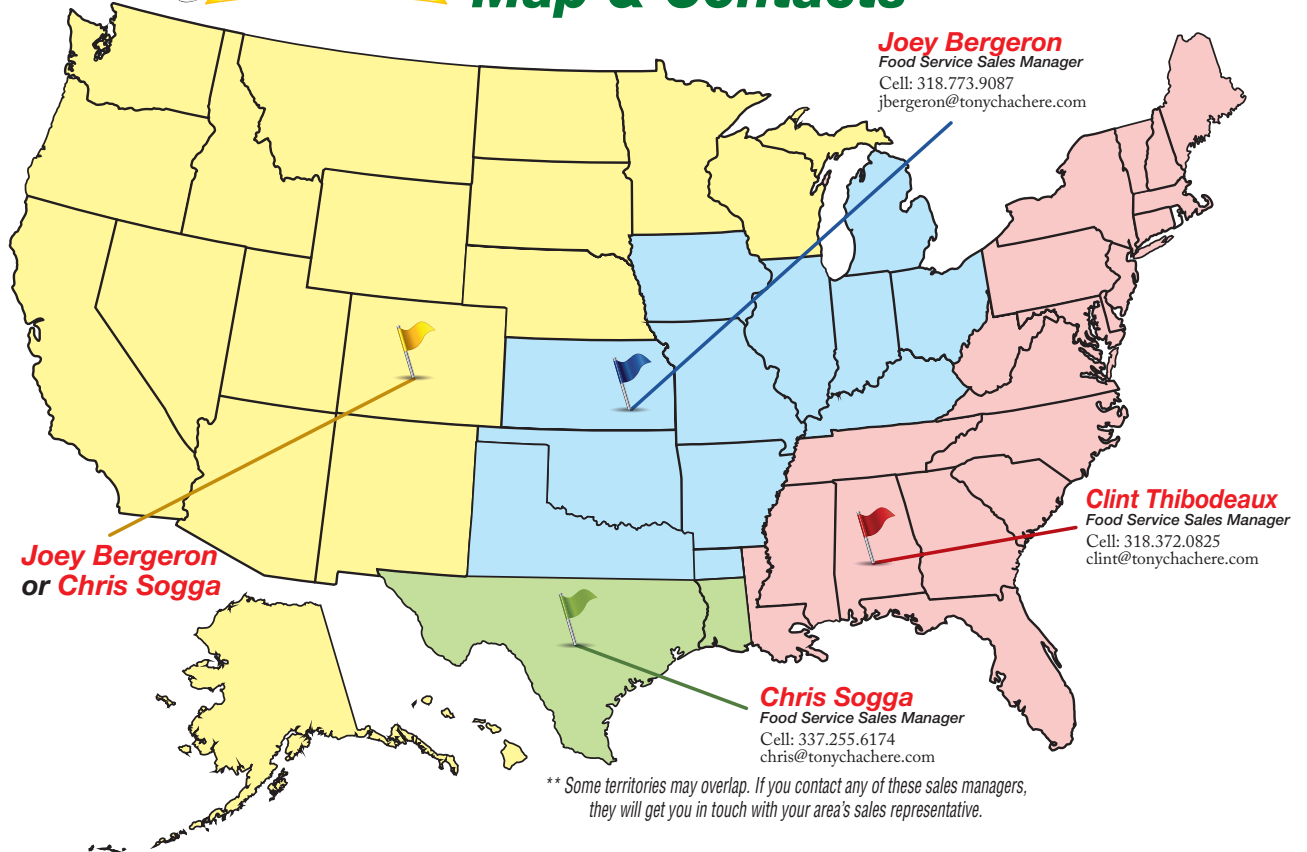 Map & Contacts
Joey Bergeron
Food Service Sales Manager
Cell: 318.773.9087
jbergeron@tonychachere.com
Clint Thibodeaux
Food Service Sales Manager
Cell: 318.372.0825
clint@tonychachere.com
Joey Bergeron
or Chris Sogga
Chris Sogga
Food Service Sales Manager
Cell: 337.255.6174
chris@tonychachere.com
** Some territories may overlap. If you contact any of these sales managers,
they will get you in touch with your area's sales representative.